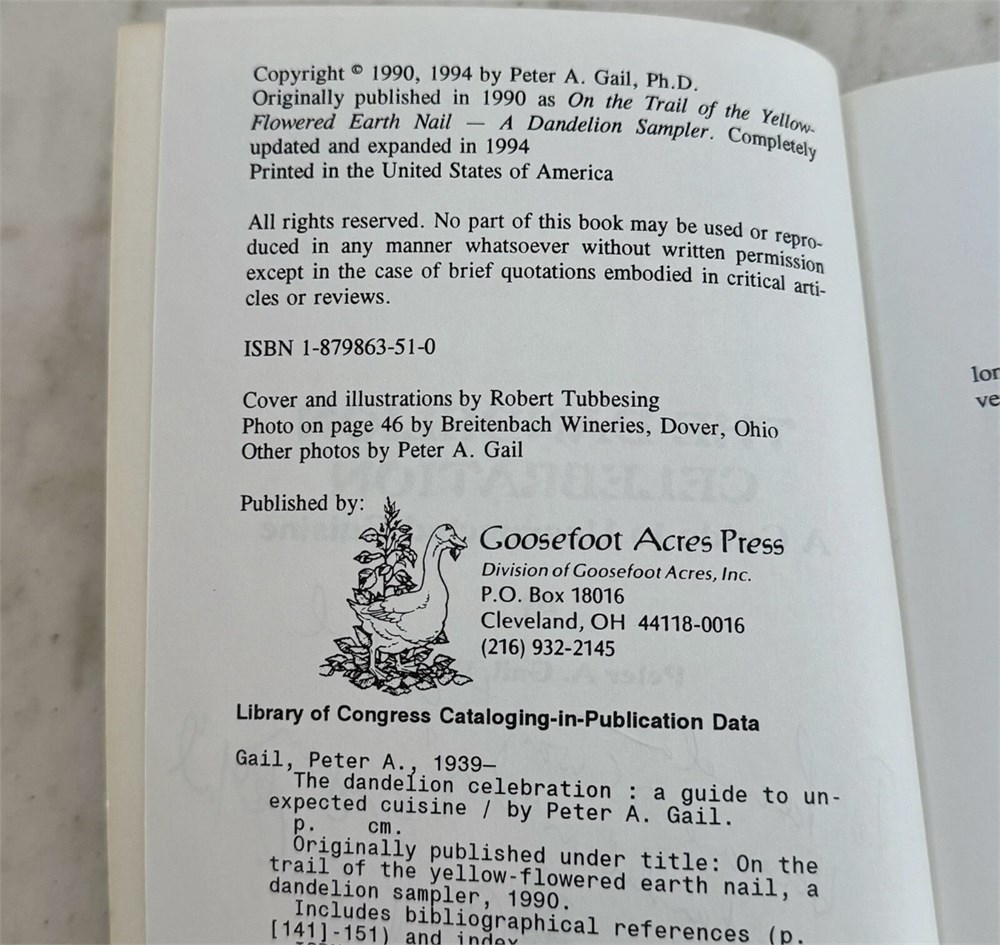 Copyright © 1990, 1994 by Peter A. Gail, Ph.D.
Originally published in 1990 as On the Trail of the Yellow-
Flowered Earth Nail — A Dandelion Sampler. Completely
updated and expanded in 1994
Printed in the United States of America
All rights reserved. No part of this book may be used or repro-
duced in any manner whatsoever without written permission
except in the case of brief quotations embodied in critical arti-
cles or reviews.
ISBN 1-879863-51-0
Cover and illustrations by Robert Tubbesing
Photo on page 46 by Breitenbach Wineries, Dover, Ohio
Other photos by Peter A. Gail
Published by:
Goosefoot Acres Press
Division of Goosefoot Acres, Inc.
P.O. Box 18016
Cleveland, OH 44118-0016
(216) 932-2145
Library of Congress Cataloging-in-Publication Data
Gail, Peter A., 1939–
The dandelion celebration : a guide to un-
expected cuisine / by Peter A. Gail.
p. cm.
Originally published under title: On the
trail of the yellow-flowered earth nail, a
dandelion sampler, 1990.
Includes bibliographical references (p.
[141]-151) and index.
lon
ve